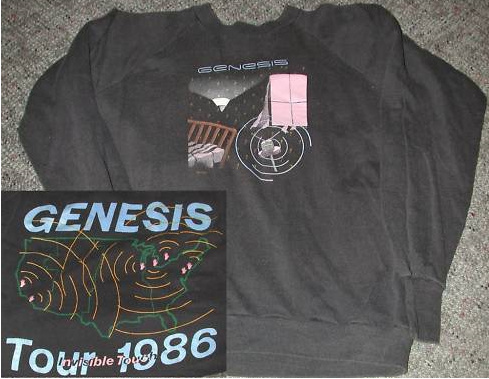 GENESIS
GENESIS
Tour 1986
Invisible Touch